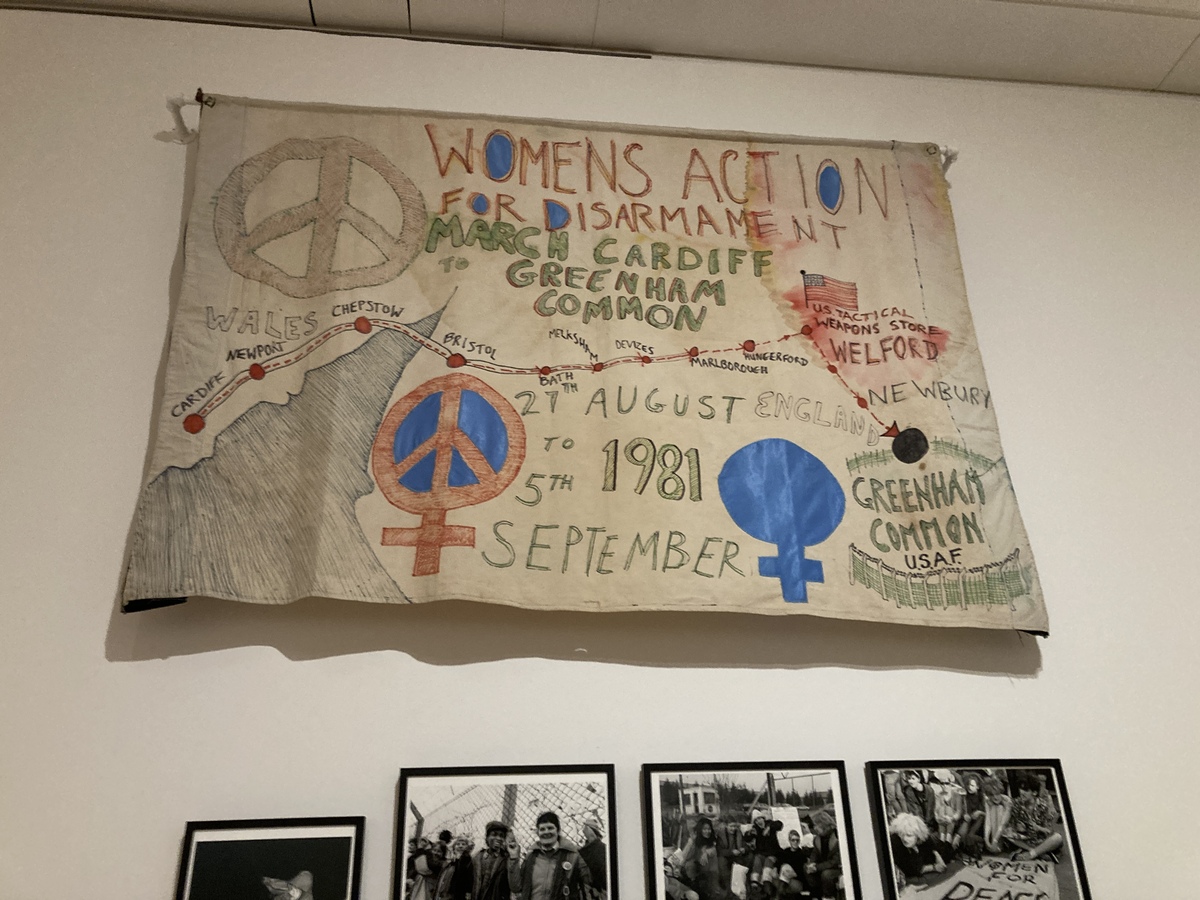 WOMENS ACTION
FOR DISARMAMENT
MARCH CARDIFF
TO GREENHAM
COMMON
WALES
CHEPSTOW
NEWPORT
CARDIFF
BRISTOL
BATH
MELKSHAM
DEVIZES
MARLBOROUGH
HUNGERFORD
U.S. TACTICAL
WEAPONS STORE
WELFORD
NEWBURY
27TH AUGUST
ENGLAND
TO 1981
5TH
SEPTEMBER
GREENHAM
COMMON
U.S.A.F.
WOMEN
FOR
PEACE